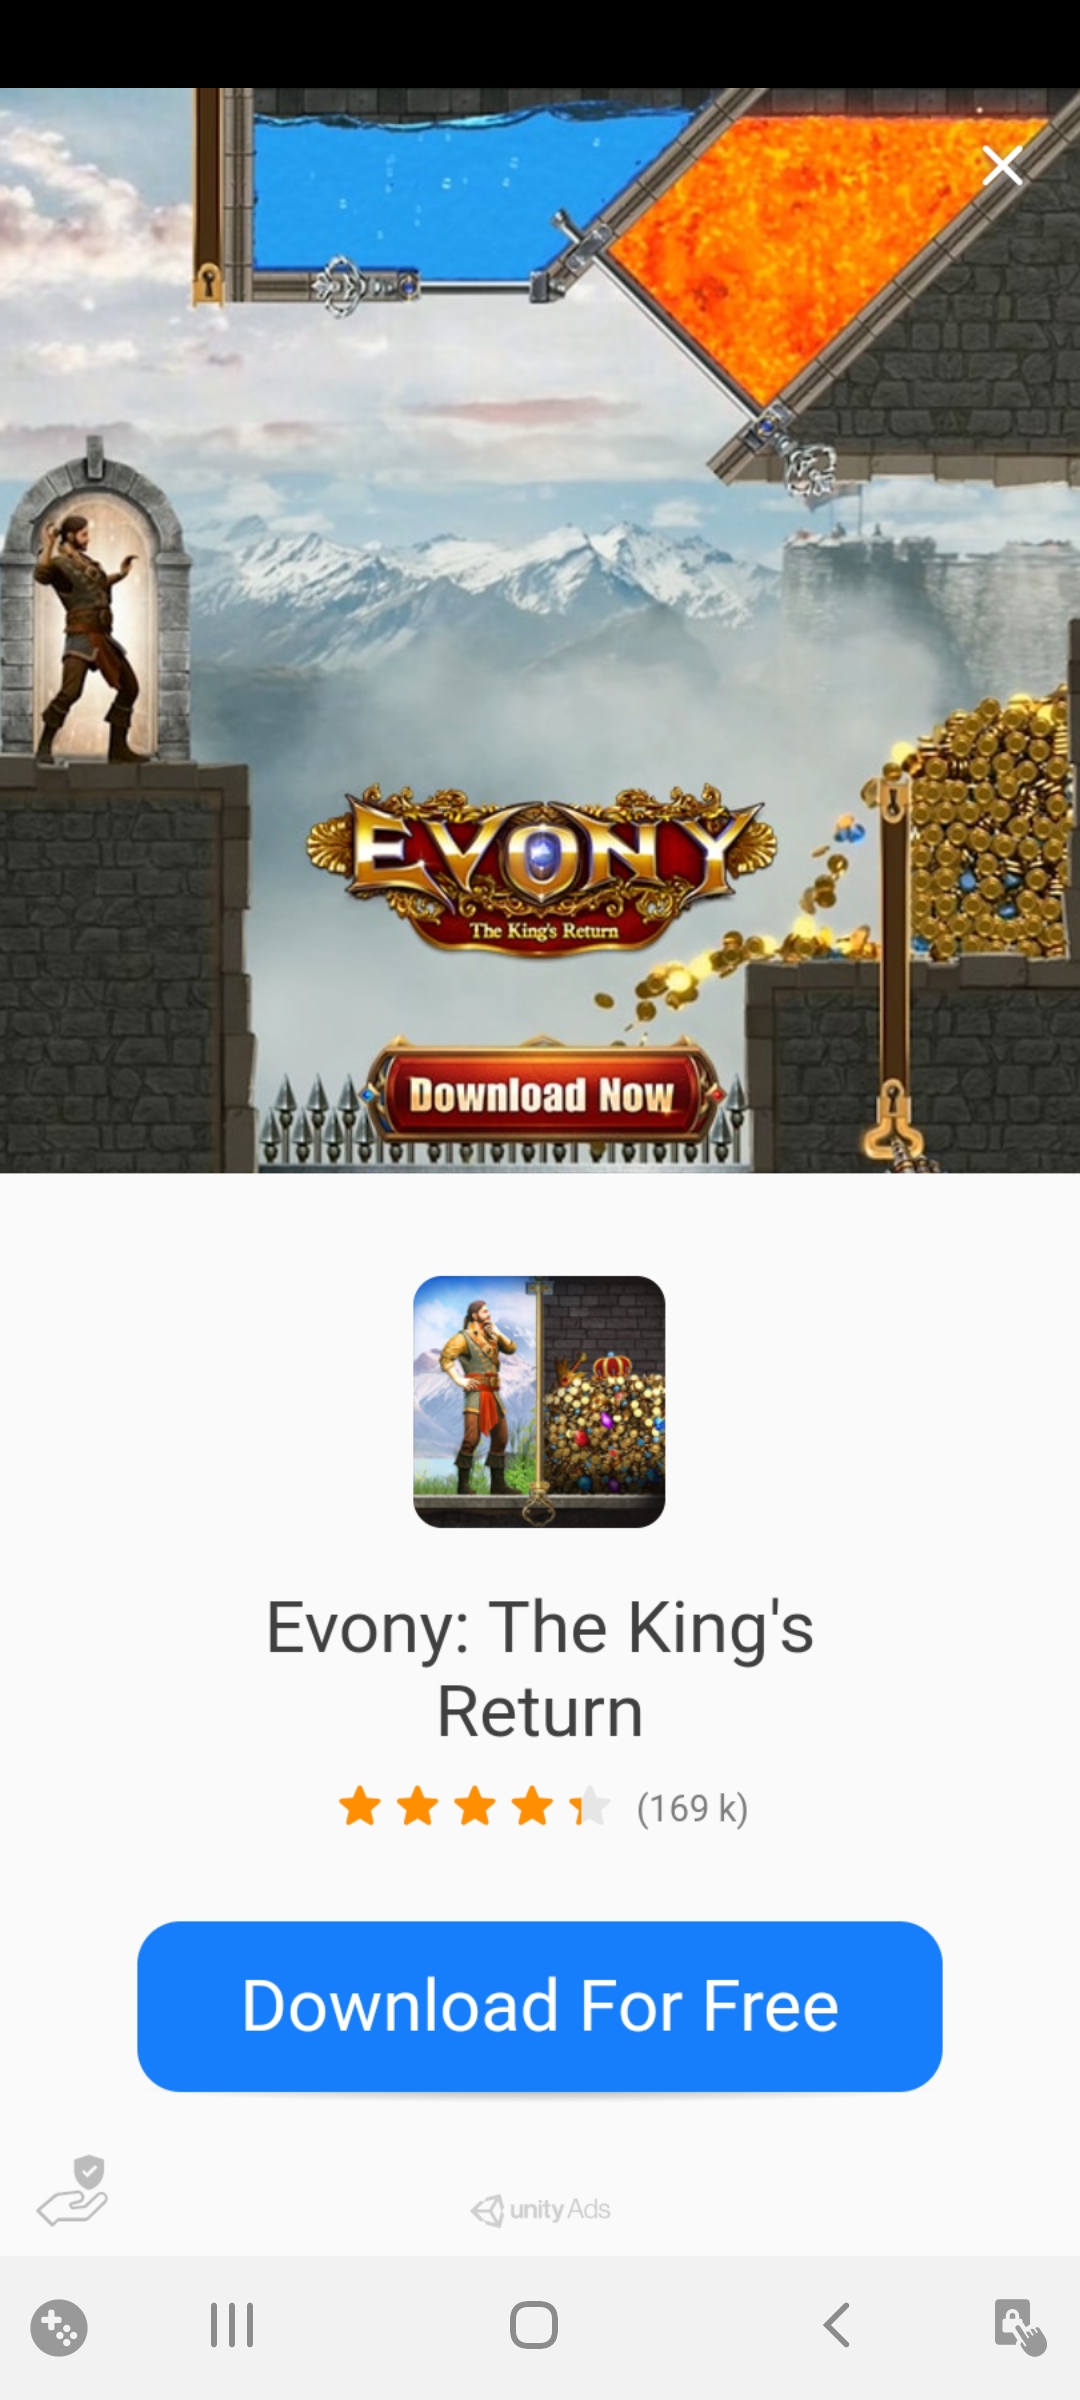 EVONY
The King's Return
Download Now
Evony: The King's
Return
(169 k)
Download For Free
unity Ads